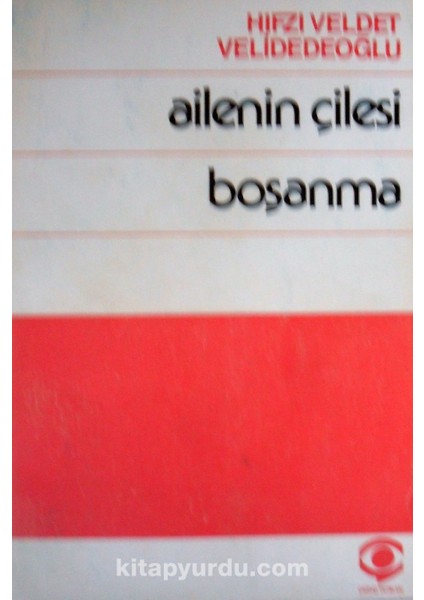 HIFZI VELDET
VELİDEDEOĞLU
ailenin çilesi
boşanma
kitapyurdu.com